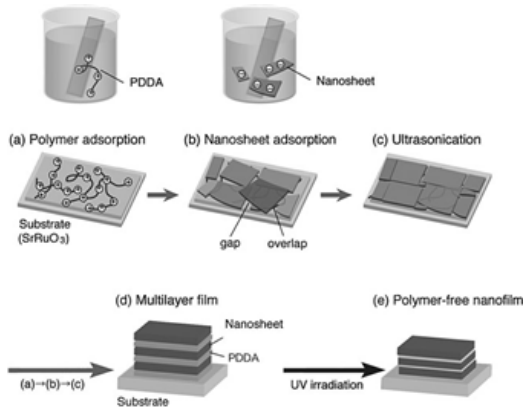 PDDA
Nanosheet
(a) Polymer adsorption
(b) Nanosheet adsorption
(c) Ultrasonication
Substrate
(SrRuO3)
gap
overlap
(d) Multilayer film
(e) Polymer-free nanofilm
Nanosheet
PDDA
(a)→(b)→(c)
UV irradiation
Substrate